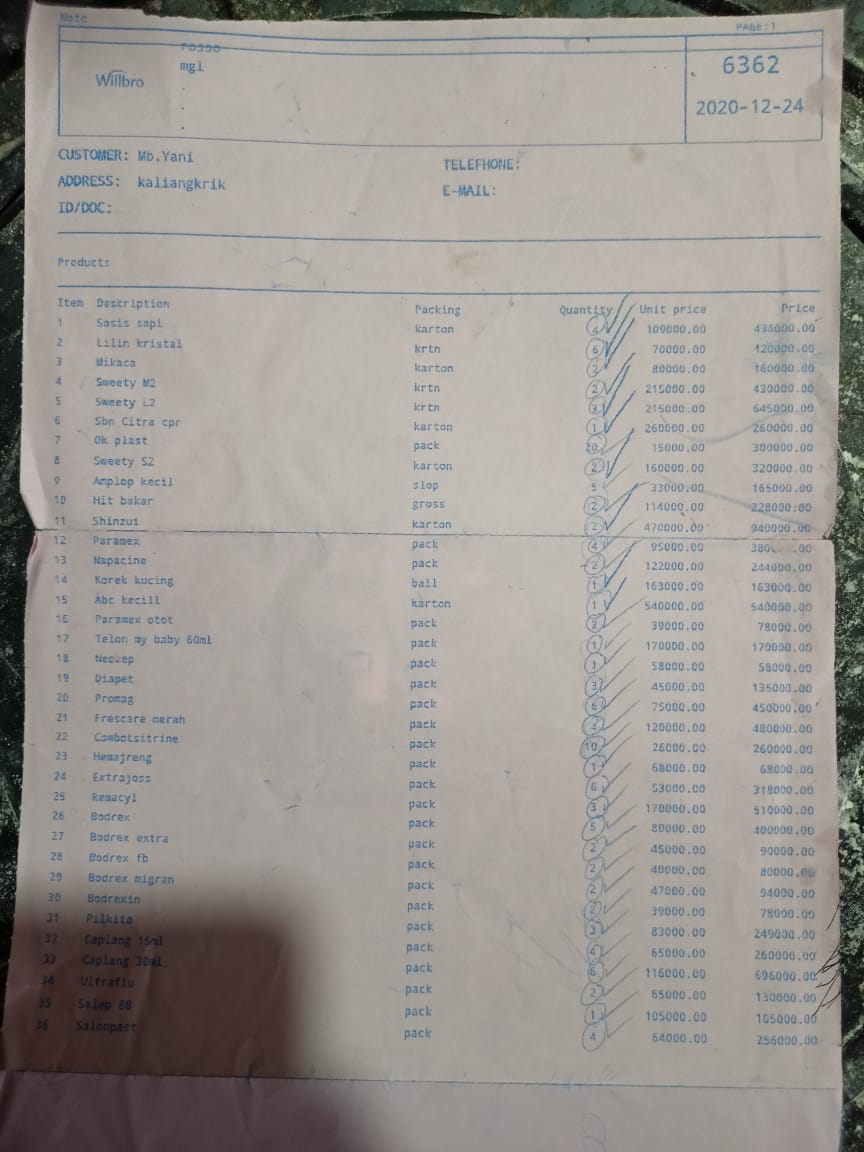 Note
PAGE:1
rosso
mgl
Willbro
6362
2020-12-24
CUSTOMER: Mb.Yani
TELEFHONE:
ADDRESS: kaliangkrik
E-MAIL:
ID/DOC:
Products
Item Description Packing Quantity Unit price Price
1 Sosis sapi karton 4 109000.00 436000.00
2 Lilin kristal krtn 6 70000.00 420000.00
3 Mikaca karton 2 80000.00 160000.00
4 Sweety M2 krtn 2 215000.00 430000.00
5 Sweety L2 krtn 3 215000.00 645000.00
6 Sbn Citra cpr karton 1 260000.00 260000.00
7 Ok plast pack 20 15000.00 300000.00
8 Sweety S2 karton 2 160000.00 320000.00
9 Amplop kecil slop 5 33000.00 165000.00
10 Hit bakar gross 2 114000.00 228000.00
11 Shinzui karton 2 470000.00 940000.00
12 Paramex pack 4 95000.00
13 Napacine pack 2 122000.00 244000.00
14 Korek kucing ball 1 163000.00 163000.00
15 Abc kecill karton 1 540000.00 540000.00
16 Paramex otot pack 2 39000.00 78000.00
17 Telon my baby 60ml pack 1 170000.00 170000.00
18 pack 1 58000.00 58000.00
19 Diapet pack 3 45000.00 135000.00
20 Promag pack 6 75000.00 450000.00
21 Frescare merah pack 4 120000.00 480000.00
22 Combotsitrine pack 10 26000.00 260000.00
23 Hemajreng pack 1 68000.00 68000.00
24 Extrajoss pack 6 53000.00 318000.00
25 Remacyl pack 3 170000.00 510000.00
26 Bodrex pack 5 80000.00 400000.00
27 Bodrex extra pack 2 45000.00 90000.00
28 Bodrex fb pack 2 40000.00 80000.00
29 Bodrex migran pack 2 47000.00 94000.00
30 Bodrexin pack 2 39000.00 78000.00
31 Pilkita pack 3 83000.00 249000.00
32 Caplang 15ml pack 4 65000.00 260000.00
33 Caplang 30ml pack 6 116000.00 696000.00
34 Ultraflu pack 2 65000.00 130000.00
35 Salep 88 pack 1 105000.00 105000.00
36 Salonpast pack 4 64000.00 256000.00